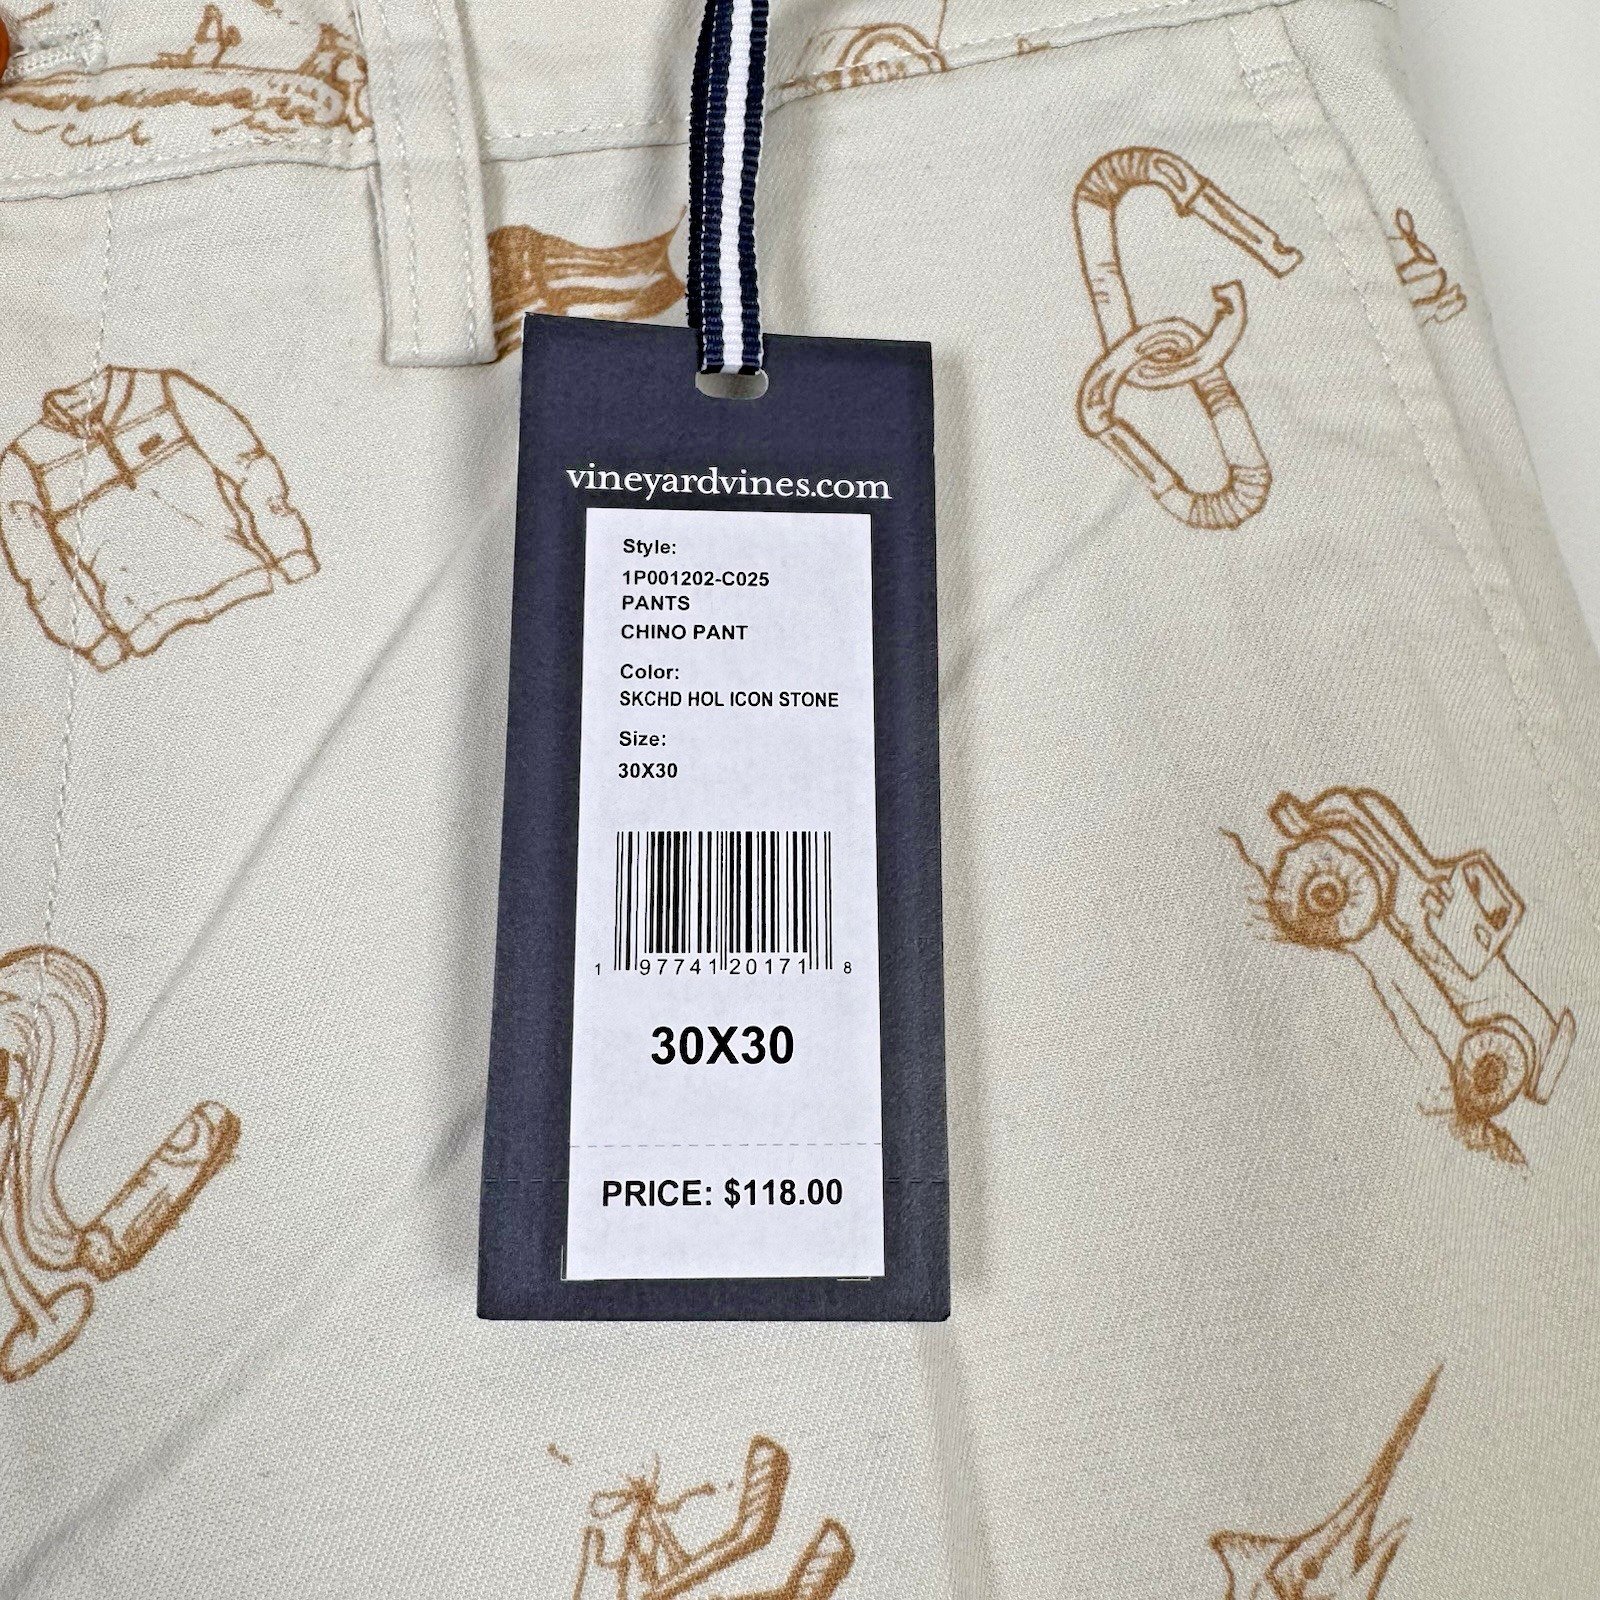 vineyardvines.com
Style:
1P001202-C025
PANTS
CHINO PANT
Color:
SKCHD HOL ICON STONE
Size:
30X30
1 97741 20171 8
30X30
PRICE: $118.00